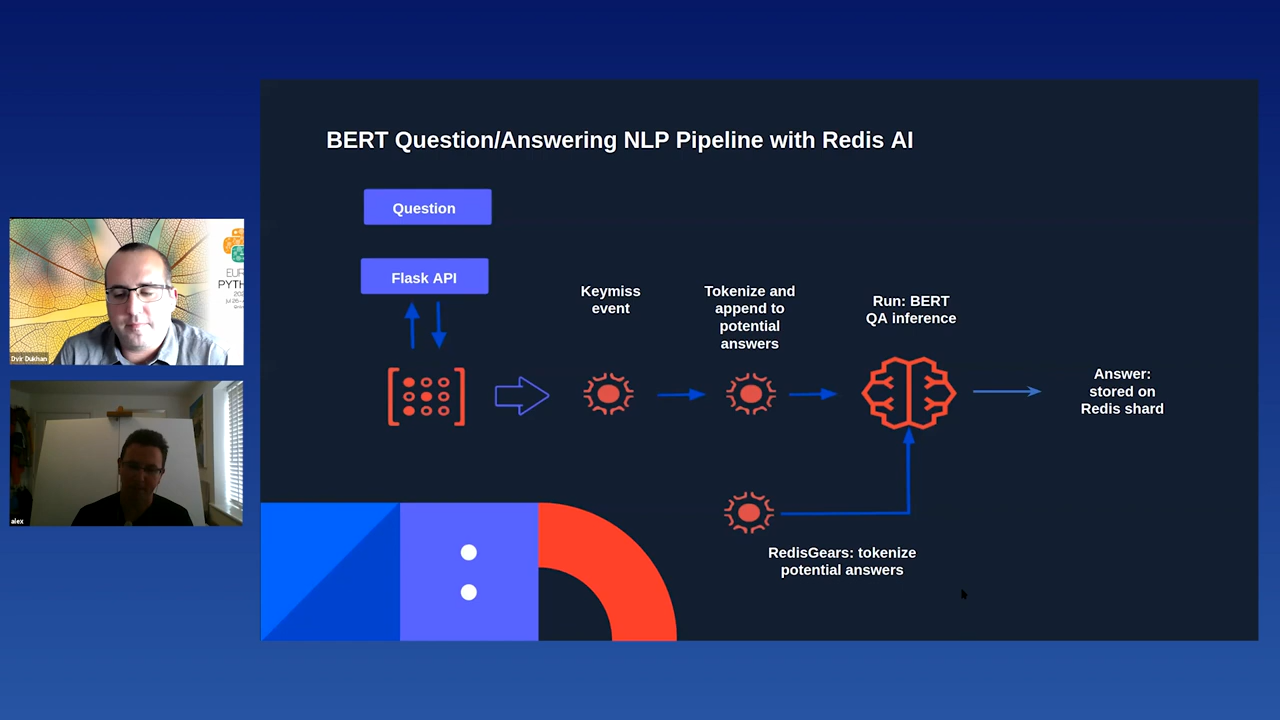 BERT Question/Answering NLP Pipeline with Redis AI
Question
Flask API
Keymiss
event
Tokenize and
append to
potential
answers
Run: BERT
QA inference
Answer:
stored on
Redis shard
RedisGears: tokenize
potential answers
Dvir Dukhan
alex